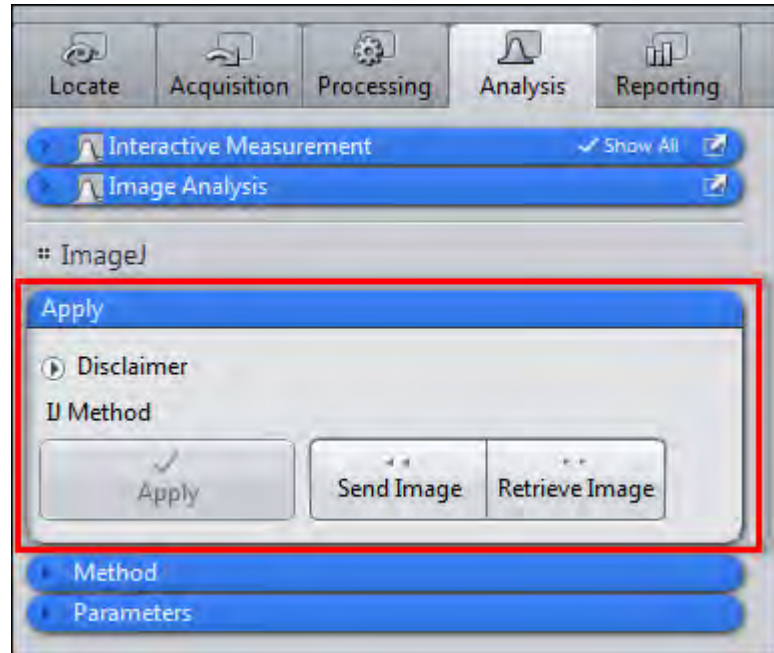 Locate Acquisition Processing Analysis Reporting
Interactive Measurement Show All
Image Analysis
ImageJ
Apply
Disclaimer
IJ Method
Apply Send Image Retrieve Image
Method
Parameters